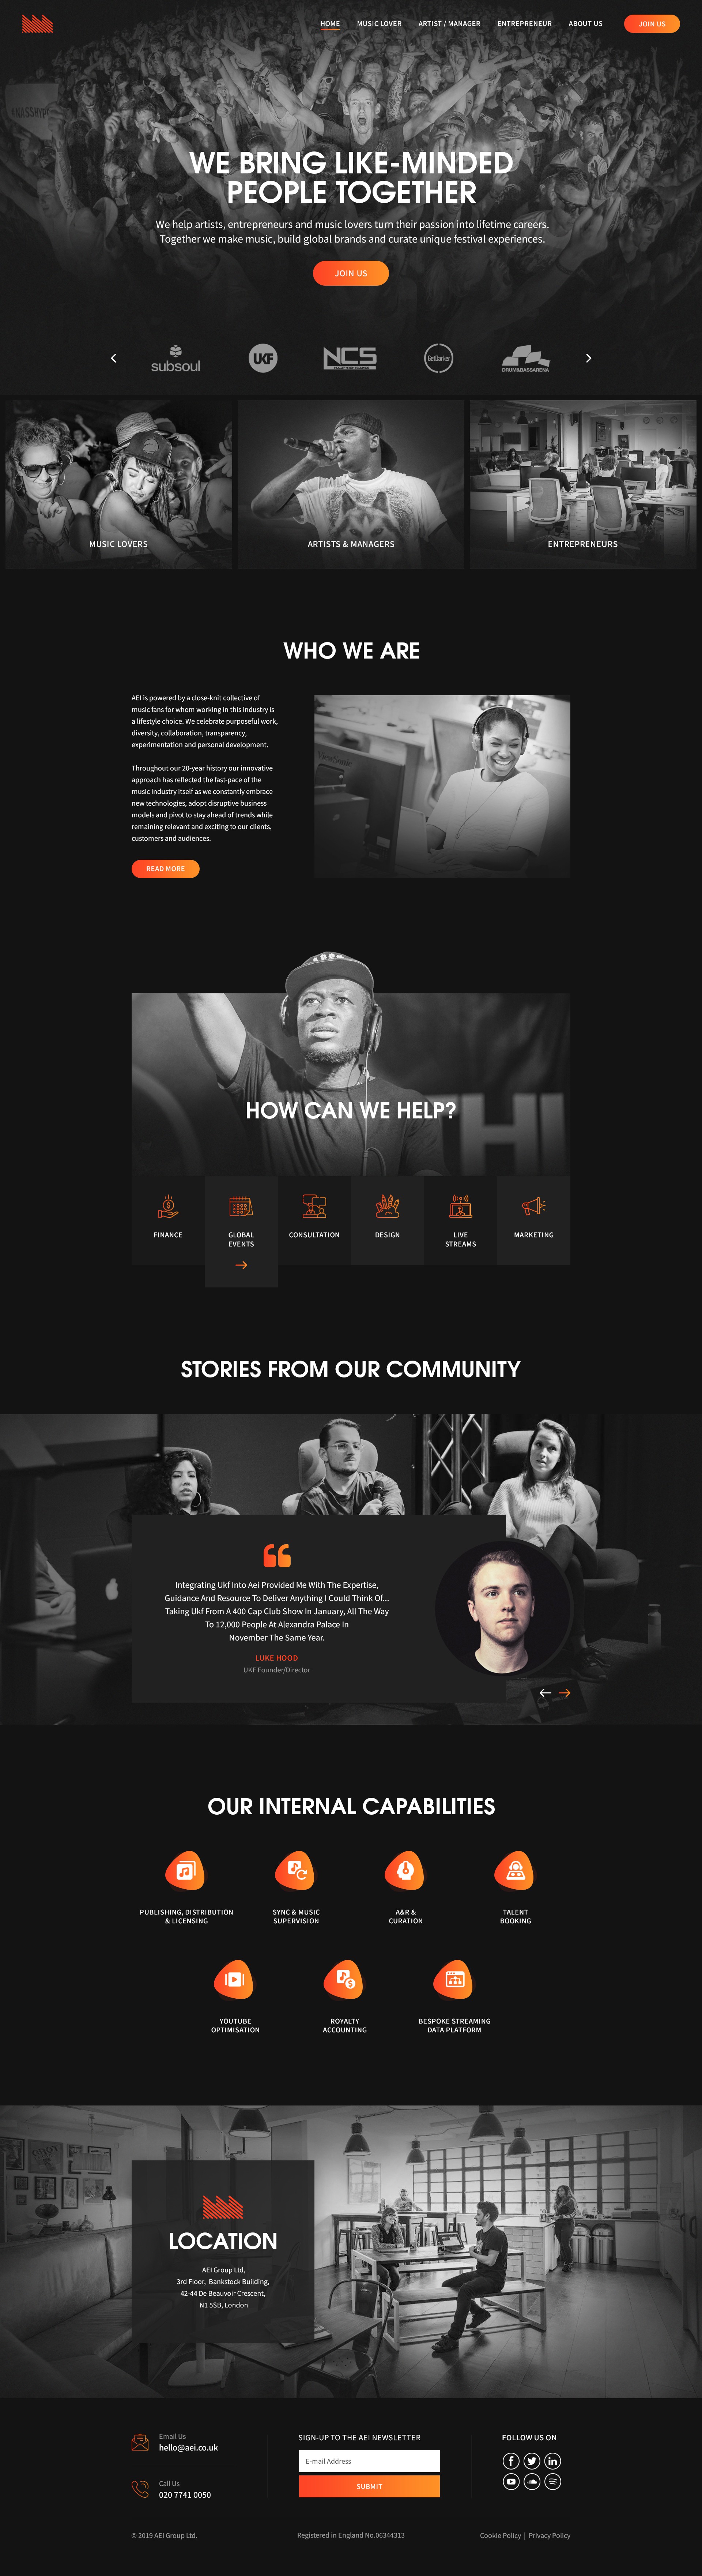 HOME MUSIC LOVER ARTIST / MANAGER ENTREPRENEUR ABOUT US JOIN US
WE BRING LIKE-MINDED
PEOPLE TOGETHER
We help artists, entrepreneurs and music lovers turn their passion into lifetime careers.
Together we make music, build global brands and curate unique festival experiences.
JOIN US
subsoul UKF NCS GetDarker DRUM&BASSARENA
MUSIC LOVERS
ARTISTS & MANAGERS
ENTREPRENEURS
WHO WE ARE
AEI is powered by a close-knit collective of
music fans for whom working in this industry is
a lifestyle choice. We celebrate purposeful work,
diversity, collaboration, transparency,
experimentation and personal development.
Throughout our 20-year history our innovative
approach has reflected the fast-pace of the
music industry itself as we constantly embrace
new technologies, adopt disruptive business
models and pivot to stay ahead of trends while
remaining relevant and exciting to our clients,
customers and audiences.
READ MORE
ViewSonic
HOW CAN WE HELP?
FINANCE
GLOBAL
EVENTS
CONSULTATION
DESIGN
LIVE
STREAMS
MARKETING
STORIES FROM OUR COMMUNITY
Integrating Ukf Into Aei Provided Me With The Expertise,
Guidance And Resource To Deliver Anything I Could Think Of...
Taking Ukf From A 400 Cap Club Show In January, All The Way
To 12,000 People At Alexandra Palace In
November The Same Year.
LUKE HOOD
UKF Founder/Director
OUR INTERNAL CAPABILITIES
PUBLISHING, DISTRIBUTION
& LICENSING
SYNC & MUSIC
SUPERVISION
A&R &
CURATION
TALENT
BOOKING
YOUTUBE
OPTIMISATION
ROYALTY
ACCOUNTING
BESPOKE STREAMING
DATA PLATFORM
LOCATION
AEI Group Ltd,
3rd Floor, Bankstock Building,
42-44 De Beauvoir Crescent,
N1 5SB, London
Email Us
hello@aei.co.uk
Call Us
020 7741 0050
SIGN-UP TO THE AEI NEWSLETTER
E-mail Address
SUBMIT
FOLLOW US ON
© 2019 AEI Group Ltd.
Registered in England No.06344313
Cookie Policy | Privacy Policy